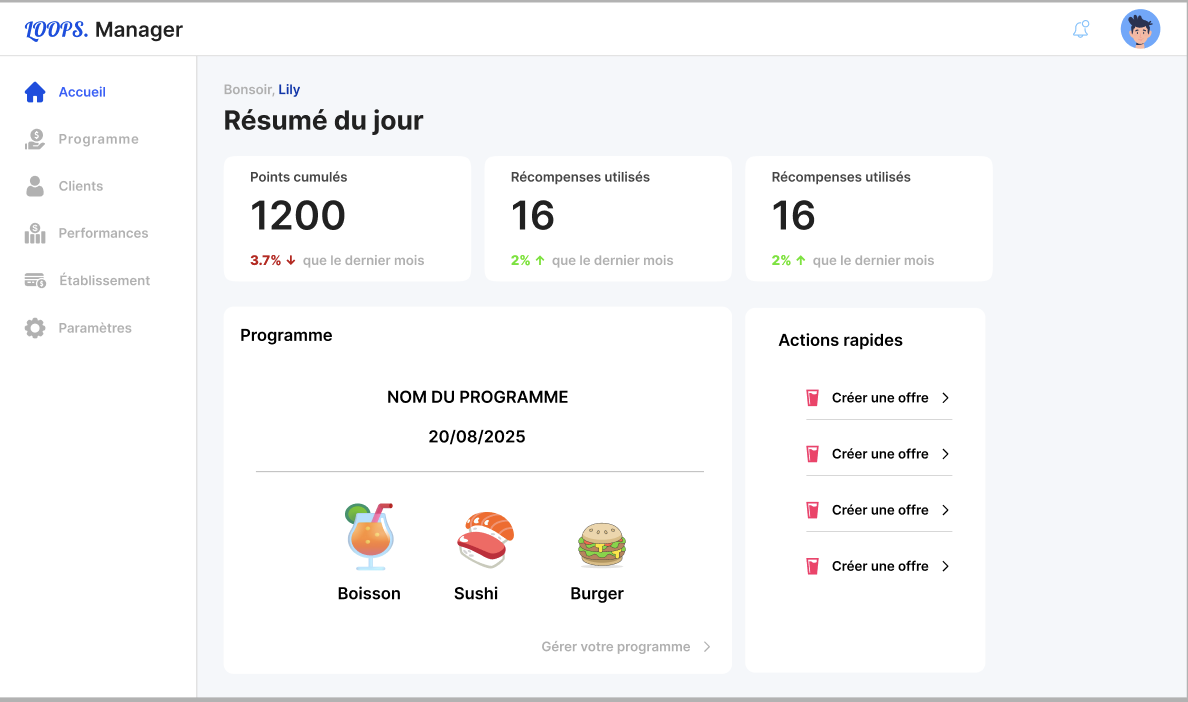 LOOPS. Manager
Accueil
Programme
Clients
Performances
Établissement
Paramètres
Bonsoir, Lily
Résumé du jour
Points cumulés
1200
3.7% ↓ que le dernier mois
Récompenses utilisés
16
2% ↑ que le dernier mois
Récompenses utilisés
16
2% ↑ que le dernier mois
Programme
NOM DU PROGRAMME
20/08/2025
Boisson
Sushi
Burger
Gérer votre programme
Actions rapides
Créer une offre
Créer une offre
Créer une offre
Créer une offre